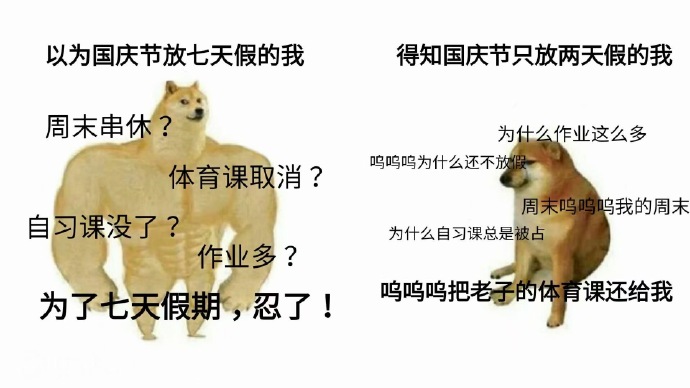 以为国庆节放七天假的我
周末串休？
体育课取消？
自习课没了？
作业多？
为了七天假期，忍了！
得知国庆节只放两天假的我
为什么作业这么多
呜呜呜为什么还不放假
周末呜呜呜我的周末
为什么自习课总是被占
呜呜呜把老子的体育课还给我